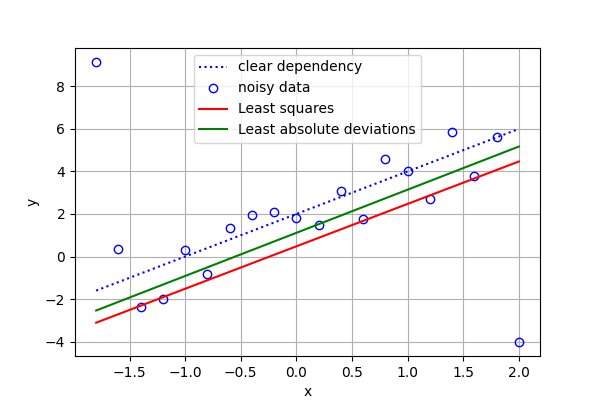 clear dependency
noisy data
Least squares
Least absolute deviations
8
6
4
2
0
−2
−4
y
−1.5
−1.0
−0.5
0.0
0.5
1.0
1.5
2.0
x